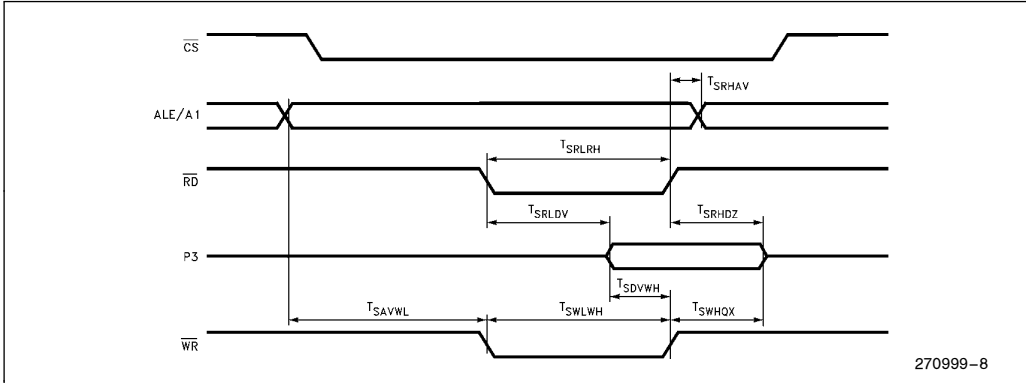 CS
T_SRHAV
ALE/A1
T_SRLRH
RD
T_SRLDV
T_SRHDZ
P3
T_SDVWH
T_SAVWL
T_SWLWH
T_SWHQX
WR
270999–8